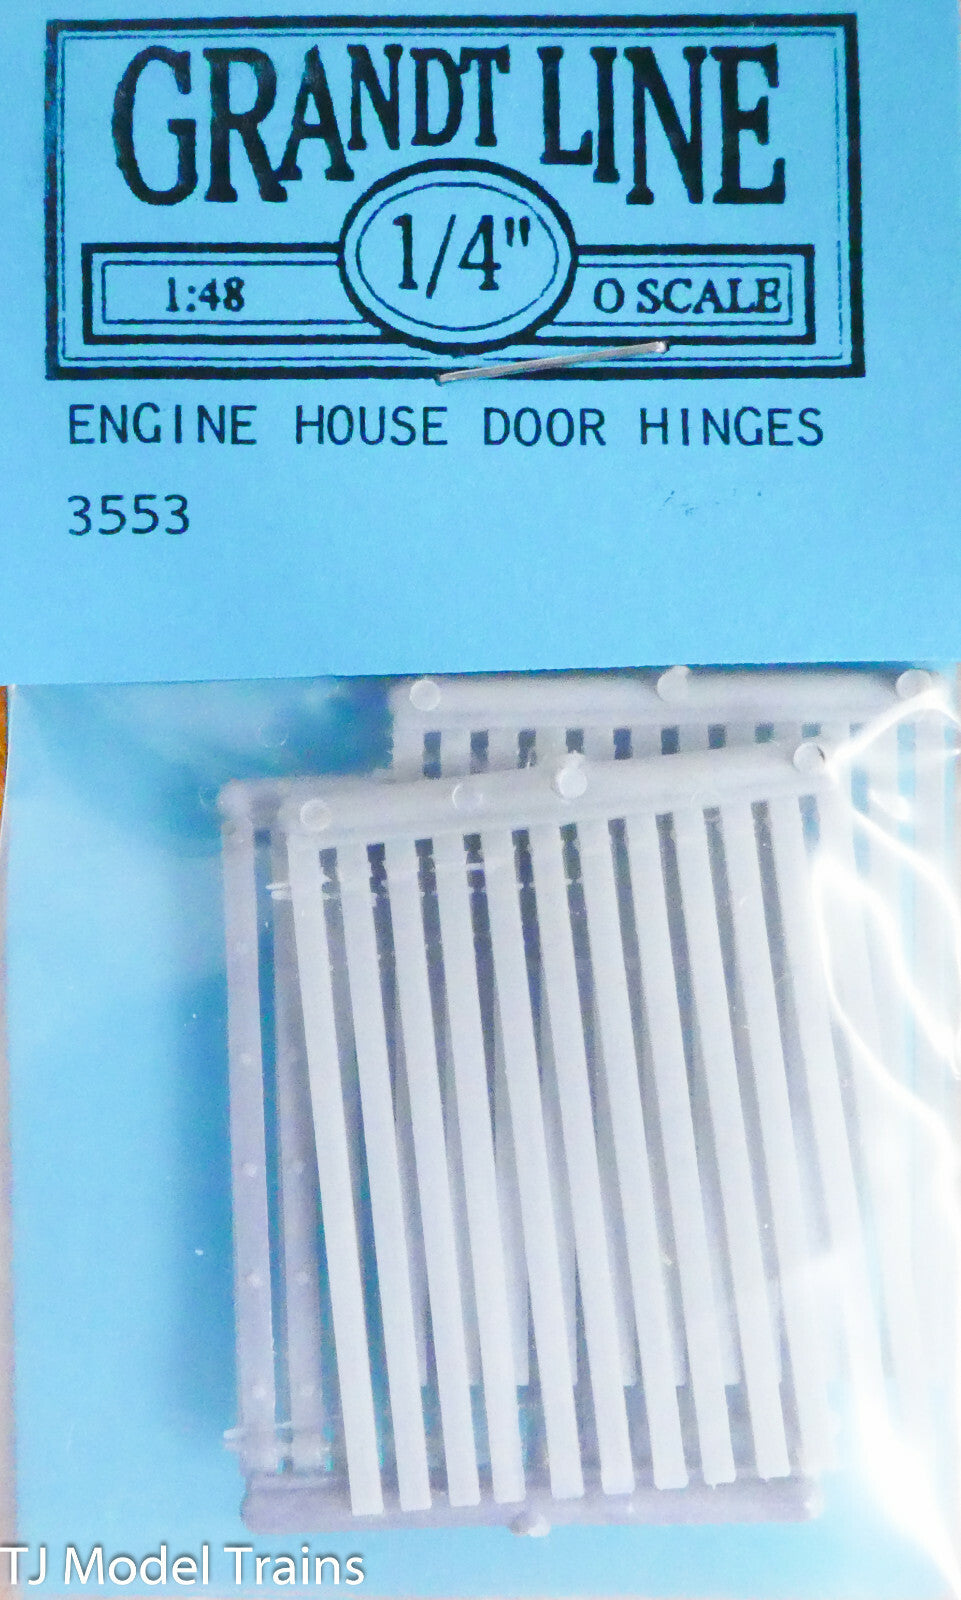 GRANDT LINE
1/4"
1:48
O SCALE
ENGINE HOUSE DOOR HINGES
3553
TJ Model Trains